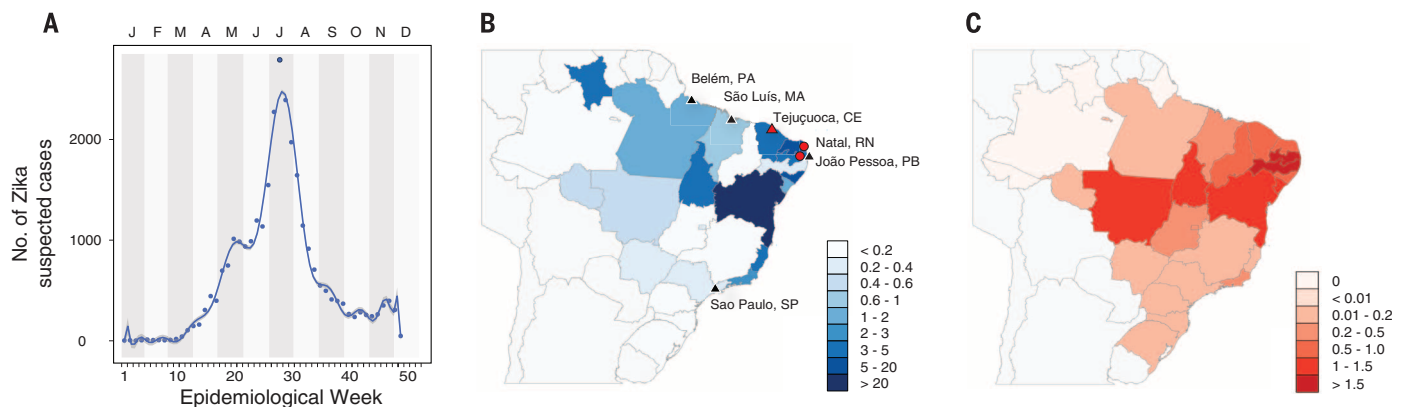 A
J F M A M J J A S O N D
No. of Zika
suspected cases
2000
1000
0
1 10 20 30 40 50
Epidemiological Week
B
Belém, PA
São Luís, MA
Tejuçuoca, CE
Natal, RN
João Pessoa, PB
Sao Paulo, SP
< 0.2
0.2 - 0.4
0.4 - 0.6
0.6 - 1
1 - 2
2 - 3
3 - 5
5 - 20
> 20
C
0
< 0.01
0.01 - 0.2
0.2 - 0.5
0.5 - 1.0
1 - 1.5
> 1.5